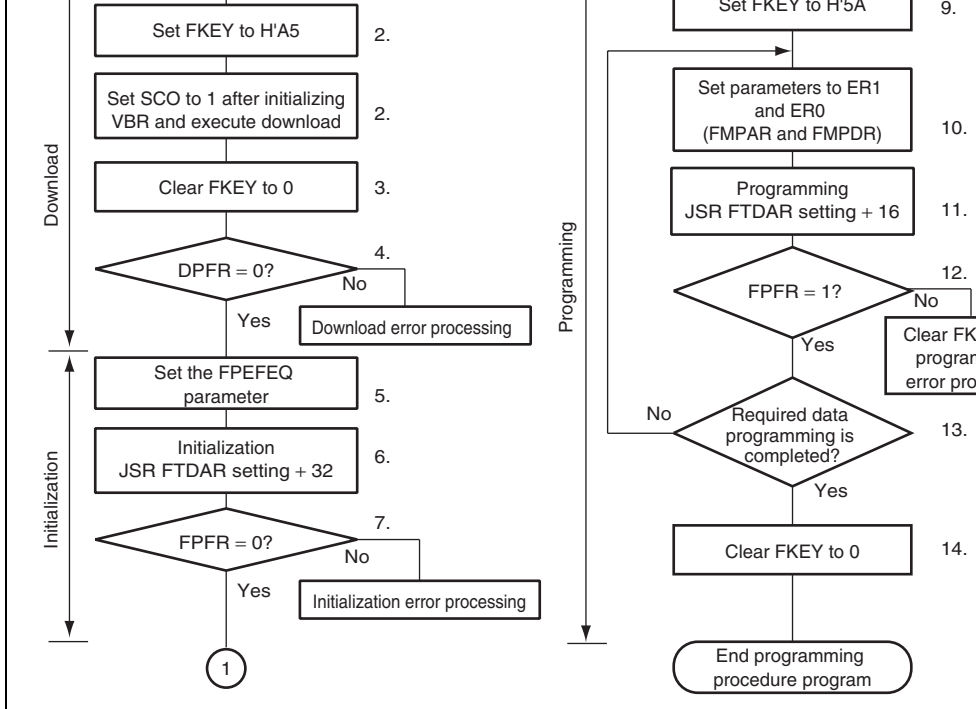 Set FKEY to H'A5
2.
Set SCO to 1 after initializing
VBR and execute download
2.
Clear FKEY to 0
3.
Download
DPFR = 0?
4.
No
Yes
Download error processing
Set the FPEFEQ
parameter
5.
Initialization
JSR FTDAR setting + 32
6.
Initialization
FPFR = 0?
7.
No
Yes
Initialization error processing
1
Set FKEY to H'5A
9.
Set parameters to ER1
and ER0
(FMPAR and FMPDR)
10.
Programming
JSR FTDAR setting + 16
11.
Programming
FPFR = 1?
12.
No
Yes
Clear FK
program
error pro
No
Required data
programming is
completed?
13.
Yes
Clear FKEY to 0
14.
End programming
procedure program